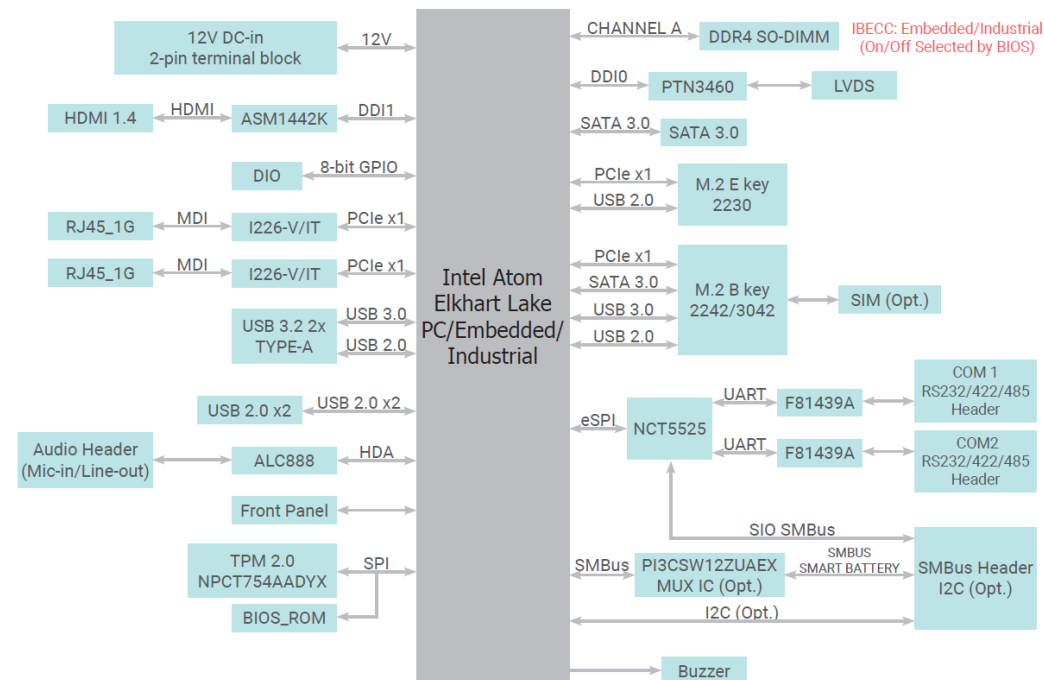 12V DC-in
2-pin terminal block
12V
HDMI 1.4
HDMI
ASM1442K
DDI1
DIO
8-bit GPIO
RJ45_1G
MDI
I226-V/IT
PCIe x1
RJ45_1G
MDI
I226-V/IT
PCIe x1
USB 3.2 2x
TYPE-A
USB 3.0
USB 2.0
USB 2.0 x2
USB 2.0 x2
Audio Header
(Mic-in/Line-out)
ALC888
HDA
Front Panel
TPM 2.0
NPCT754AADYX
SPI
BIOS_ROM
Intel Atom
Elkhart Lake
PC/Embedded/
Industrial
CHANNEL A
DDR4 SO-DIMM
IBECC: Embedded/Industrial
(On/Off Selected by BIOS)
DDI0
PTN3460
LVDS
SATA 3.0
SATA 3.0
PCIe x1
USB 2.0
M.2 E key
2230
PCIe x1
SATA 3.0
USB 3.0
USB 2.0
M.2 B key
2242/3042
SIM (Opt.)
eSPI
NCT5525
UART
F81439A
COM 1
RS232/422/485
Header
UART
F81439A
COM2
RS232/422/485
Header
SIO SMBus
SMBus
PI3CSW12ZUAEX
MUX IC (Opt.)
SMBUS
SMART BATTERY
SMBus Header
I2C (Opt.)
I2C (Opt.)
Buzzer